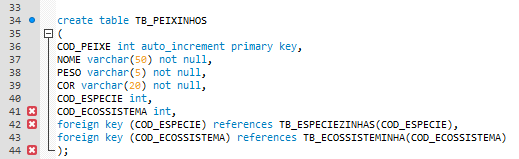 33
34 create table TB_PEIXINHOS
35 (
36 COD_PEIXE int auto_increment primary key,
37 NOME varchar(50) not null,
38 PESO varchar(5) not null,
39 COR varchar(20) not null,
40 COD_ESPECIE int,
41 COD_ECOSSISTEMA int,
42 foreign key (COD_ESPECIE) references TB_ESPECIEZINHAS(COD_ESPECIE),
43 foreign key (COD_ECOSSISTEMA) references TB_ECOSSISTEMINHA(COD_ECOSSISTEMA)
44 );